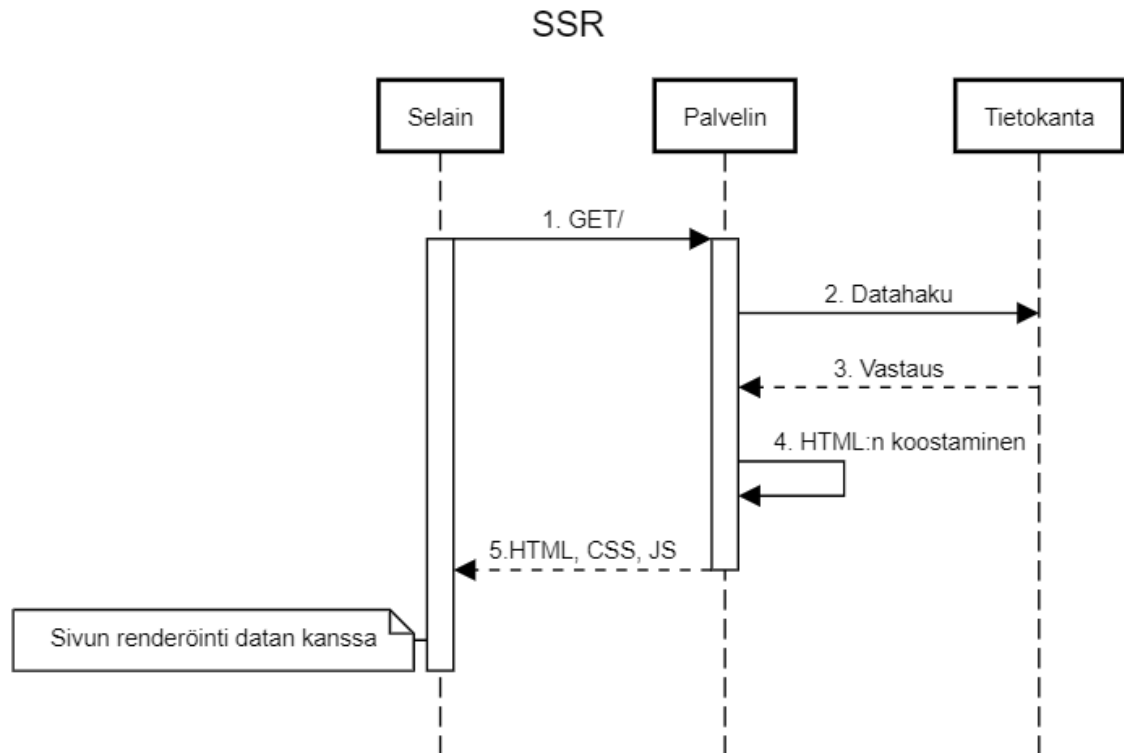 SSR
Selain
Palvelin
Tietokanta
1. GET/
2. Datahaku
3. Vastaus
4. HTML:n koostaminen
5.HTML, CSS, JS
Sivun renderöinti datan kanssa